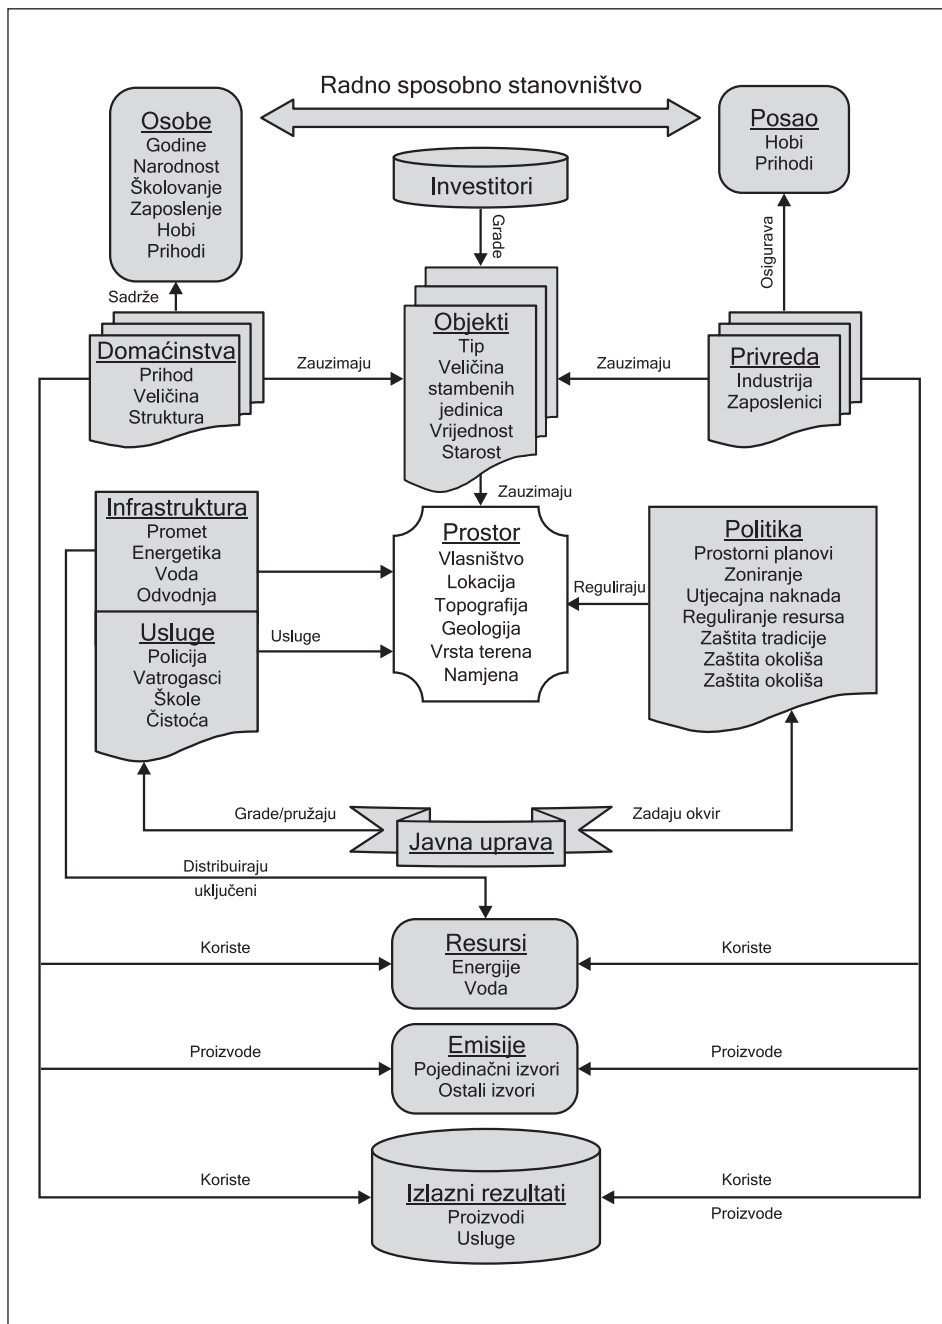 Radno sposobno stanovništvo
Osobe
Godine
Narodnost
Školovanje
Zaposlenje
Hobi
Prihodi
Posao
Hobi
Prihodi
Investitori
Grade
Osigurava
Sadrže
Domaćinstva
Prihod
Veličina
Struktura
Zauzimaju
Objekti
Tip
Veličina
stambenih
jedinica
Vrijednost
Starost
Zauzimaju
Privreda
Industrija
Zaposlenici
Zauzimaju
Infrastruktura
Promet
Energetika
Voda
Odvodnja
Usluge
Policija
Vatrogasci
Škole
Čistoća
Usluge
Prostor
Vlasništvo
Lokacija
Topografija
Geologija
Vrsta terena
Namjena
Reguliraju
Politika
Prostorni planovi
Zoniranje
Utjecajna naknada
Reguliranje resursa
Zaštita tradicije
Zaštita okoliša
Zaštita okoliša
Grade/pružaju
Javna uprava
Zadaju okvir
Distribuiraju
uključeni
Koriste
Resursi
Energije
Voda
Koriste
Proizvode
Emisije
Pojedinačni izvori
Ostali izvori
Proizvode
Koriste
Izlazni rezultati
Proizvodi
Usluge
Koriste
Proizvode